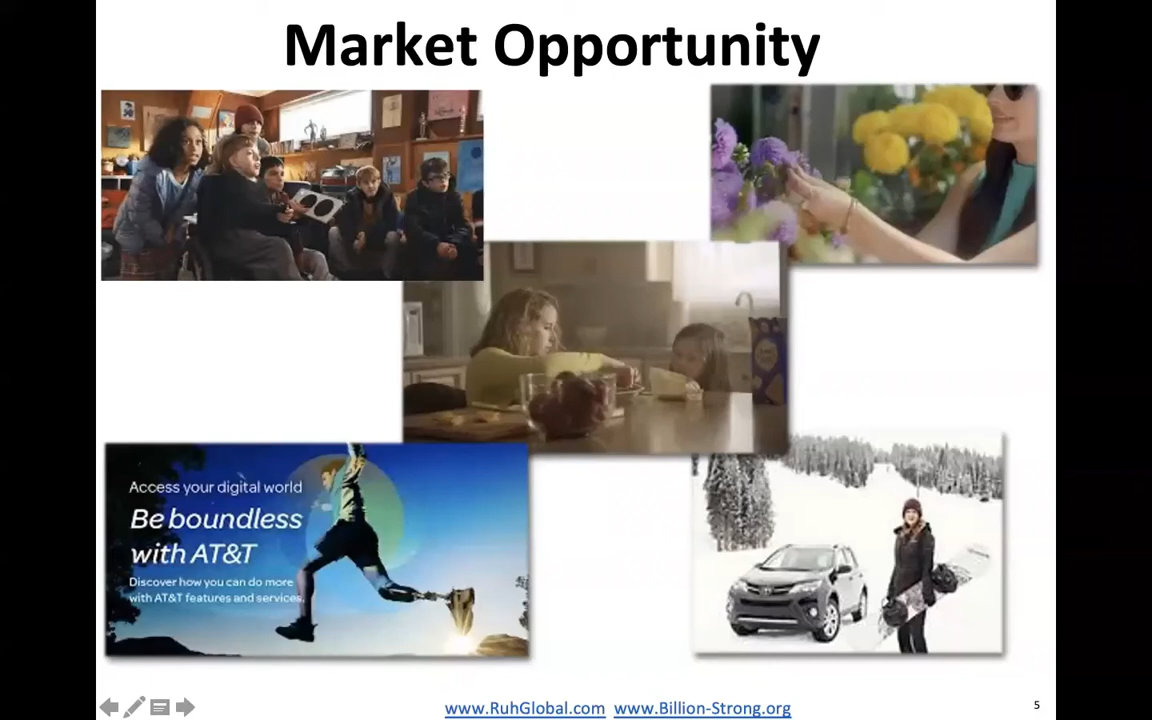 Market Opportunity
Access your digital world
Be boundless
with AT&T
Discover how you can do more
with AT&T features and services.
www.RuhGlobal.com www.Billion-Strong.org
5